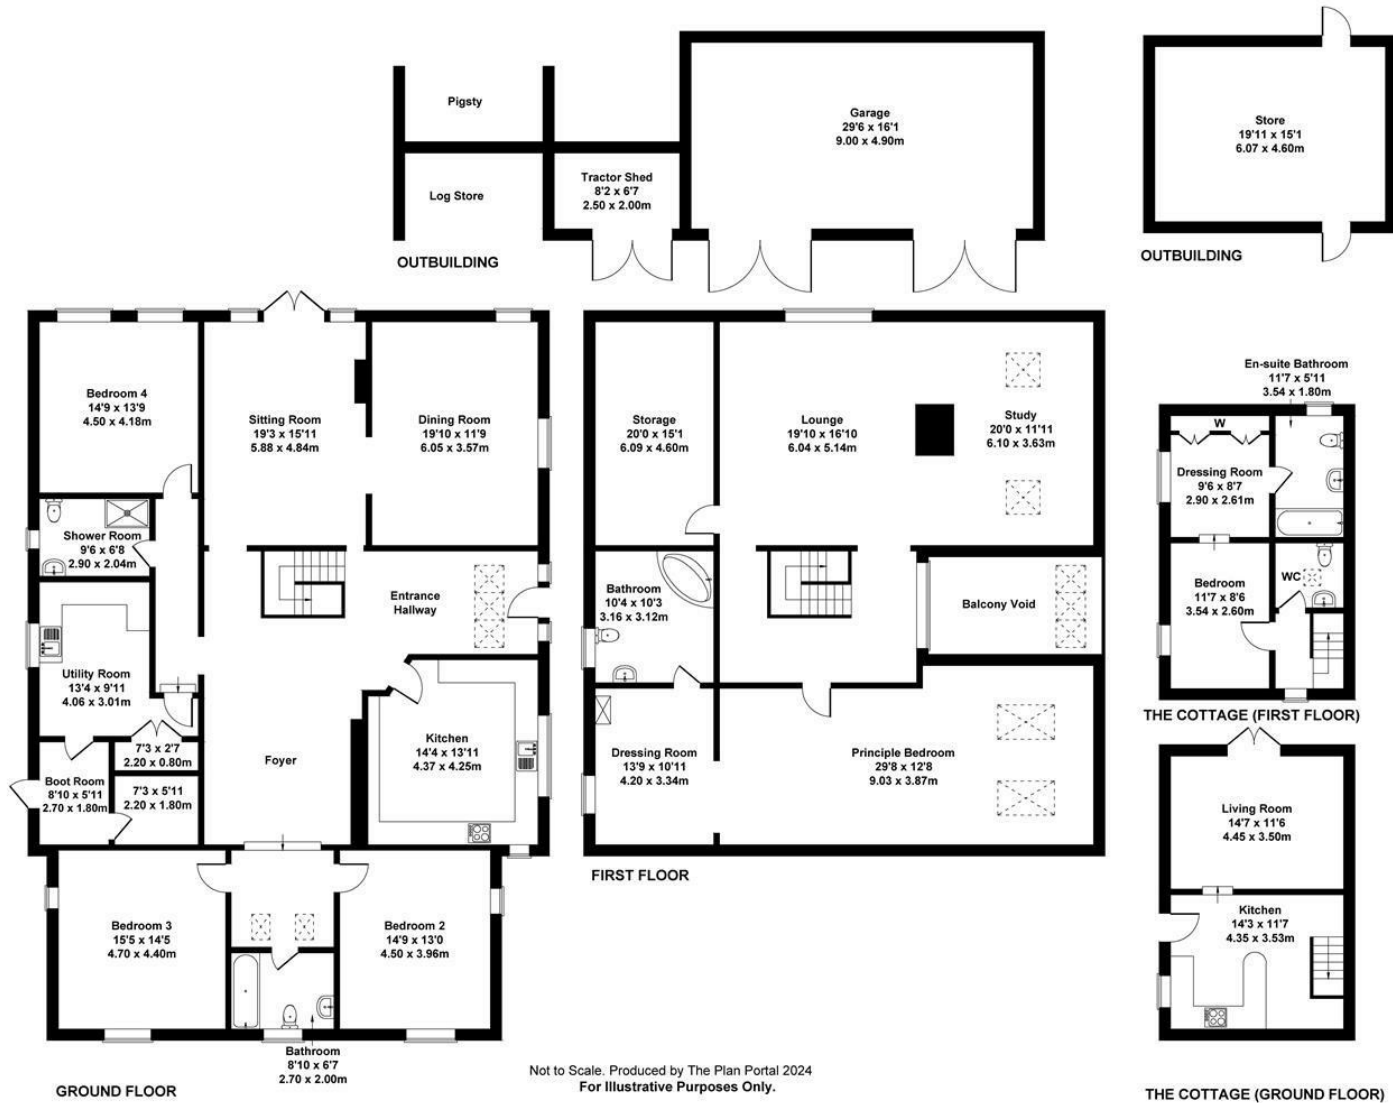 Pigsty
Log Store
Tractor Shed
8'2 x 6'7
2.50 x 2.00m
Garage
29'6 x 16'1
9.00 x 4.90m
OUTBUILDING
Store
19'11 x 15'1
6.07 x 4.60m
OUTBUILDING
Bedroom 4
14'9 x 13'9
4.50 x 4.18m
Sitting Room
19'3 x 15'11
5.88 x 4.84m
Dining Room
19'10 x 11'9
6.05 x 3.57m
Shower Room
9'6 x 6'8
2.90 x 2.04m
Entrance
Hallway
Utility Room
13'4 x 9'11
4.06 x 3.01m
7'3 x 2'7
2.20 x 0.80m
Boot Room
8'10 x 5'11
2.70 x 1.80m
7'3 x 5'11
2.20 x 1.80m
Foyer
Kitchen
14'4 x 13'11
4.37 x 4.25m
Bedroom 3
15'5 x 14'5
4.70 x 4.40m
Bedroom 2
14'9 x 13'0
4.50 x 3.96m
Bathroom
8'10 x 6'7
2.70 x 2.00m
GROUND FLOOR
Storage
20'0 x 15'1
6.09 x 4.60m
Lounge
19'10 x 16'10
6.04 x 5.14m
Study
20'0 x 11'11
6.10 x 3.63m
Bathroom
10'4 x 10'3
3.16 x 3.12m
Balcony Void
Dressing Room
13'9 x 10'11
4.20 x 3.34m
Principle Bedroom
29'8 x 12'8
9.03 x 3.87m
FIRST FLOOR
En-suite Bathroom
11'7 x 5'11
3.54 x 1.80m
W
Dressing Room
9'6 x 8'7
2.90 x 2.61m
Bedroom
11'7 x 8'6
3.54 x 2.60m
WC
THE COTTAGE (FIRST FLOOR)
Living Room
14'7 x 11'6
4.45 x 3.50m
Kitchen
14'3 x 11'7
4.35 x 3.53m
THE COTTAGE (GROUND FLOOR)
Not to Scale. Produced by The Plan Portal 2024
For Illustrative Purposes Only.